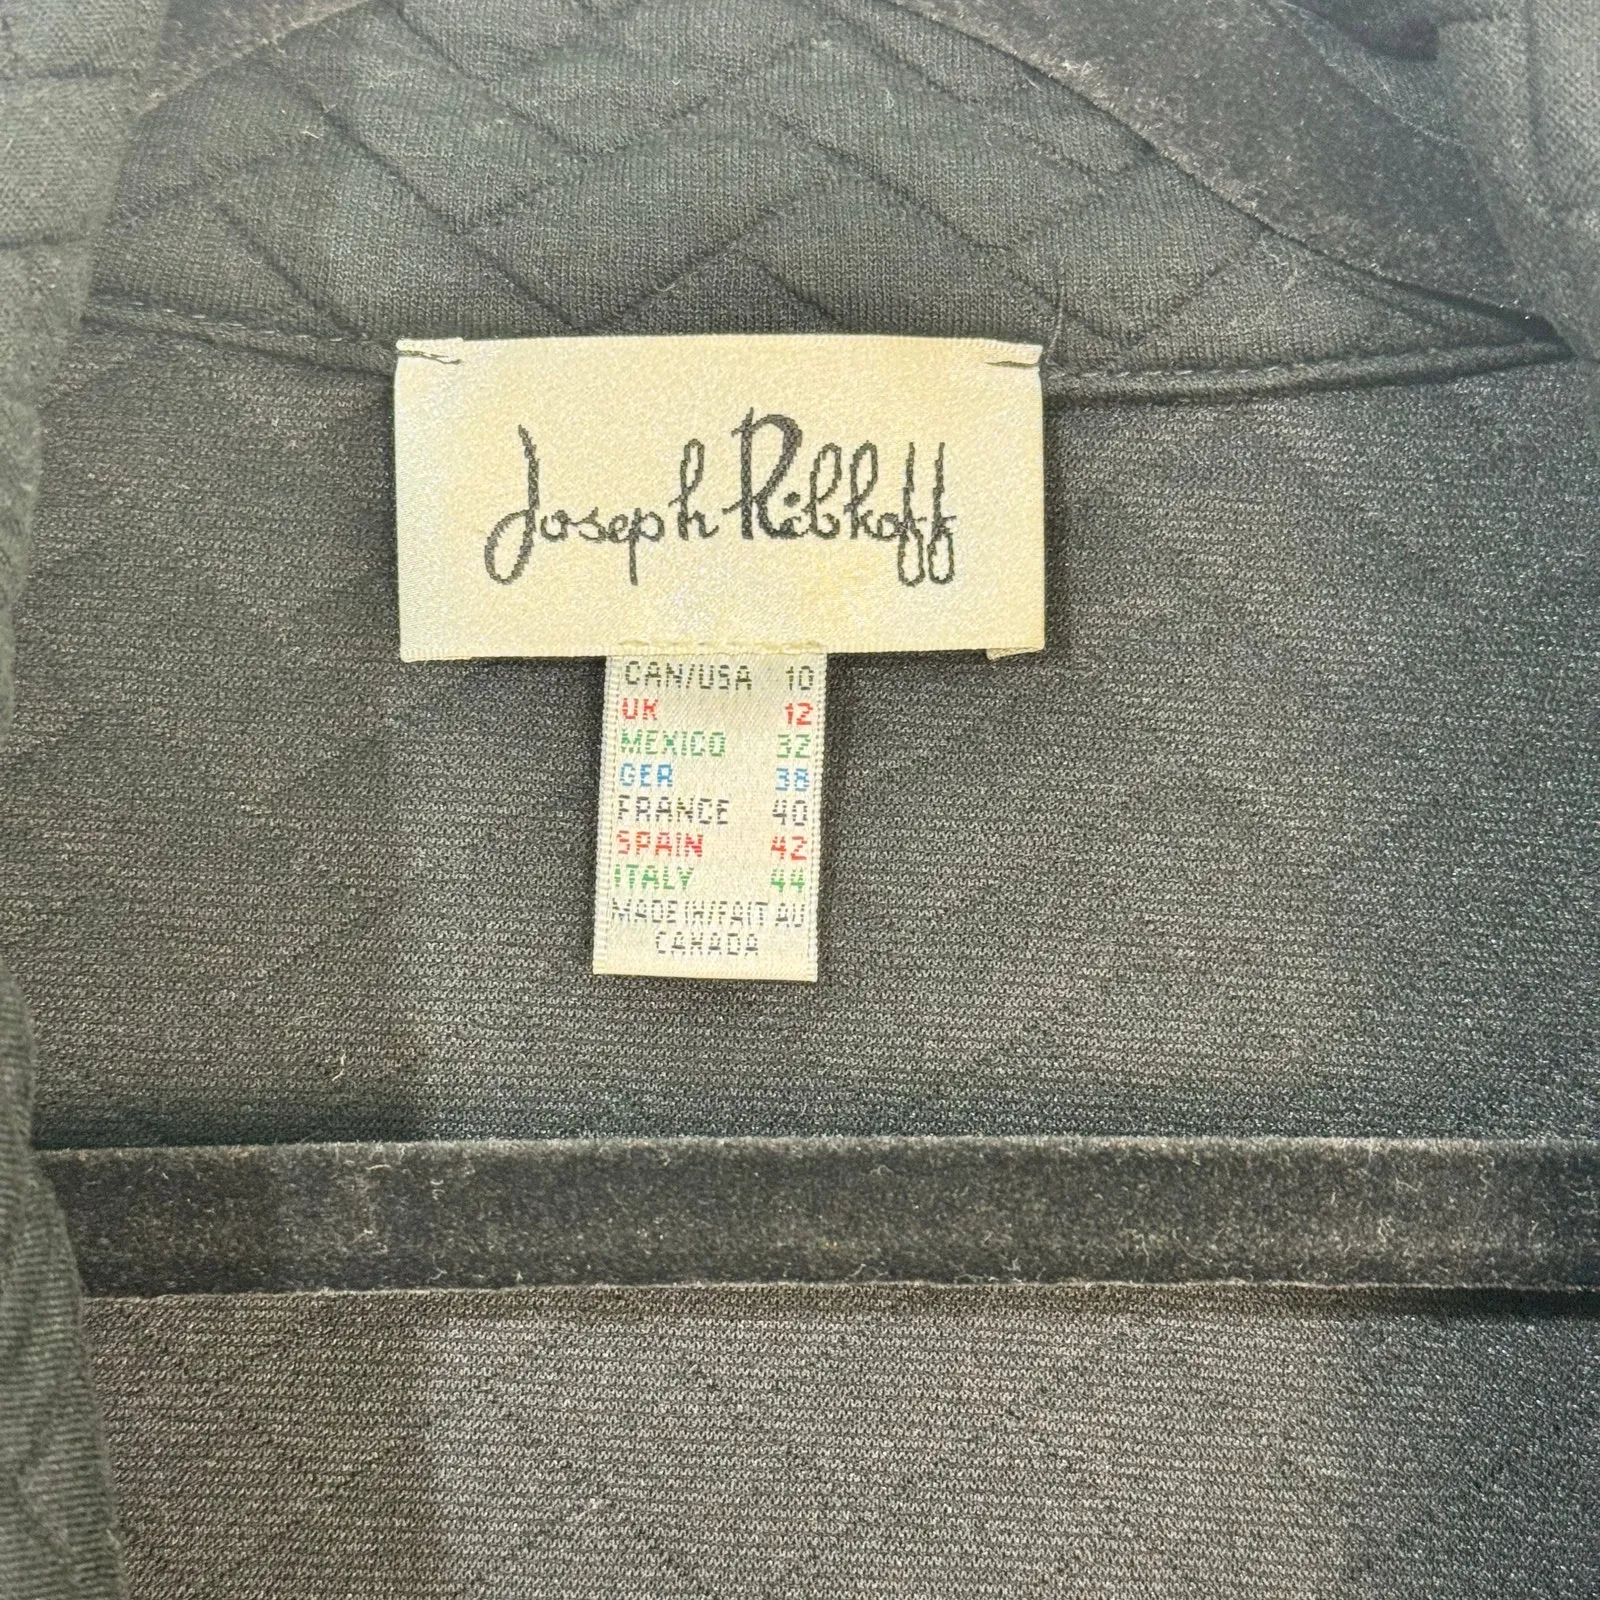 Joseph Ribkoff
CAN/USA 10
UK 12
MEXICO 32
GER 38
FRANCE 40
SPAIN 42
ITALY 44
MADE IN/FAIT AU
CANADA